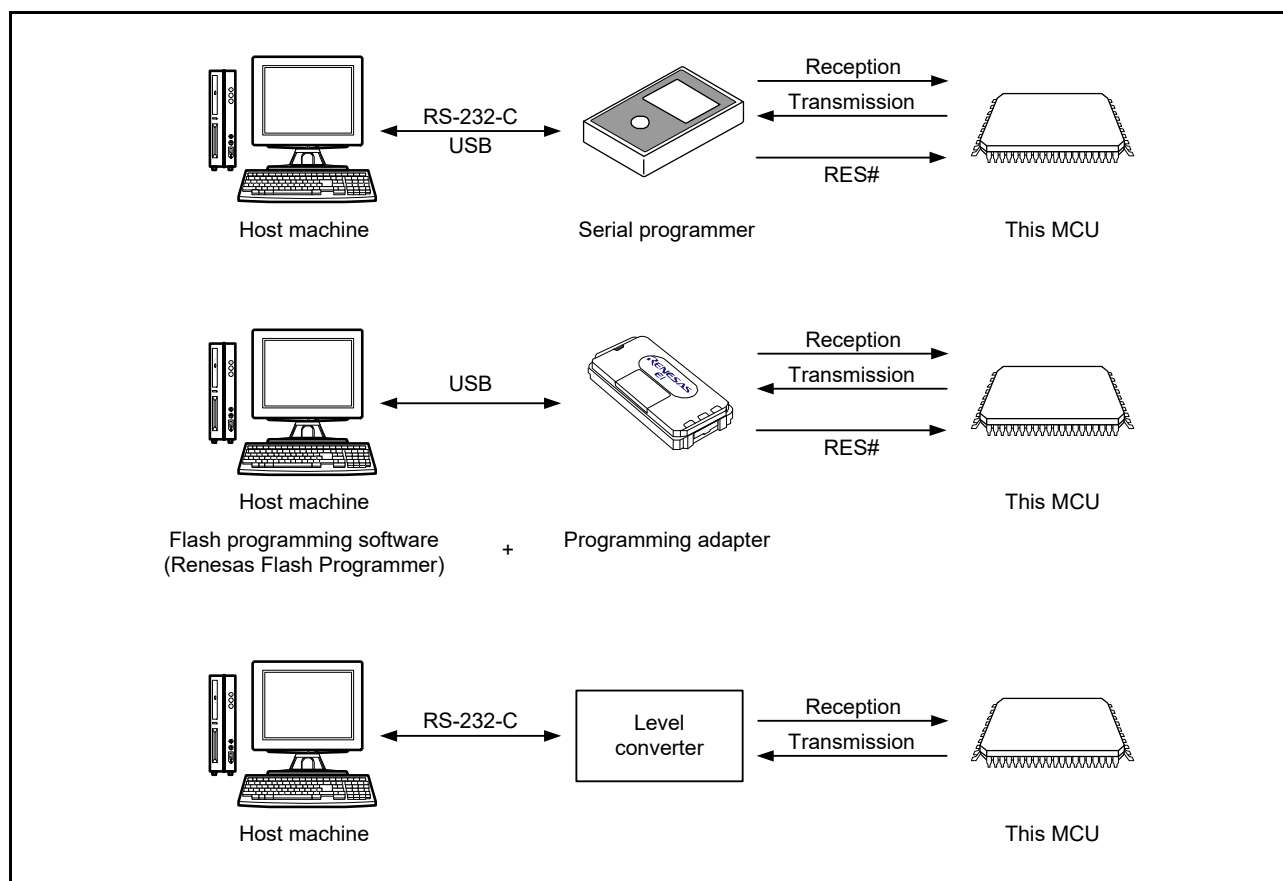 Reception
Transmission
RS-232-C
USB
RES#
Host machine
Serial programmer
This MCU
Reception
Transmission
USB
RENESAS
E1
RES#
Host machine
This MCU
Flash programming software
(Renesas Flash Programmer)
+
Programming adapter
Reception
Transmission
RS-232-C
Level
converter
Host machine
This MCU